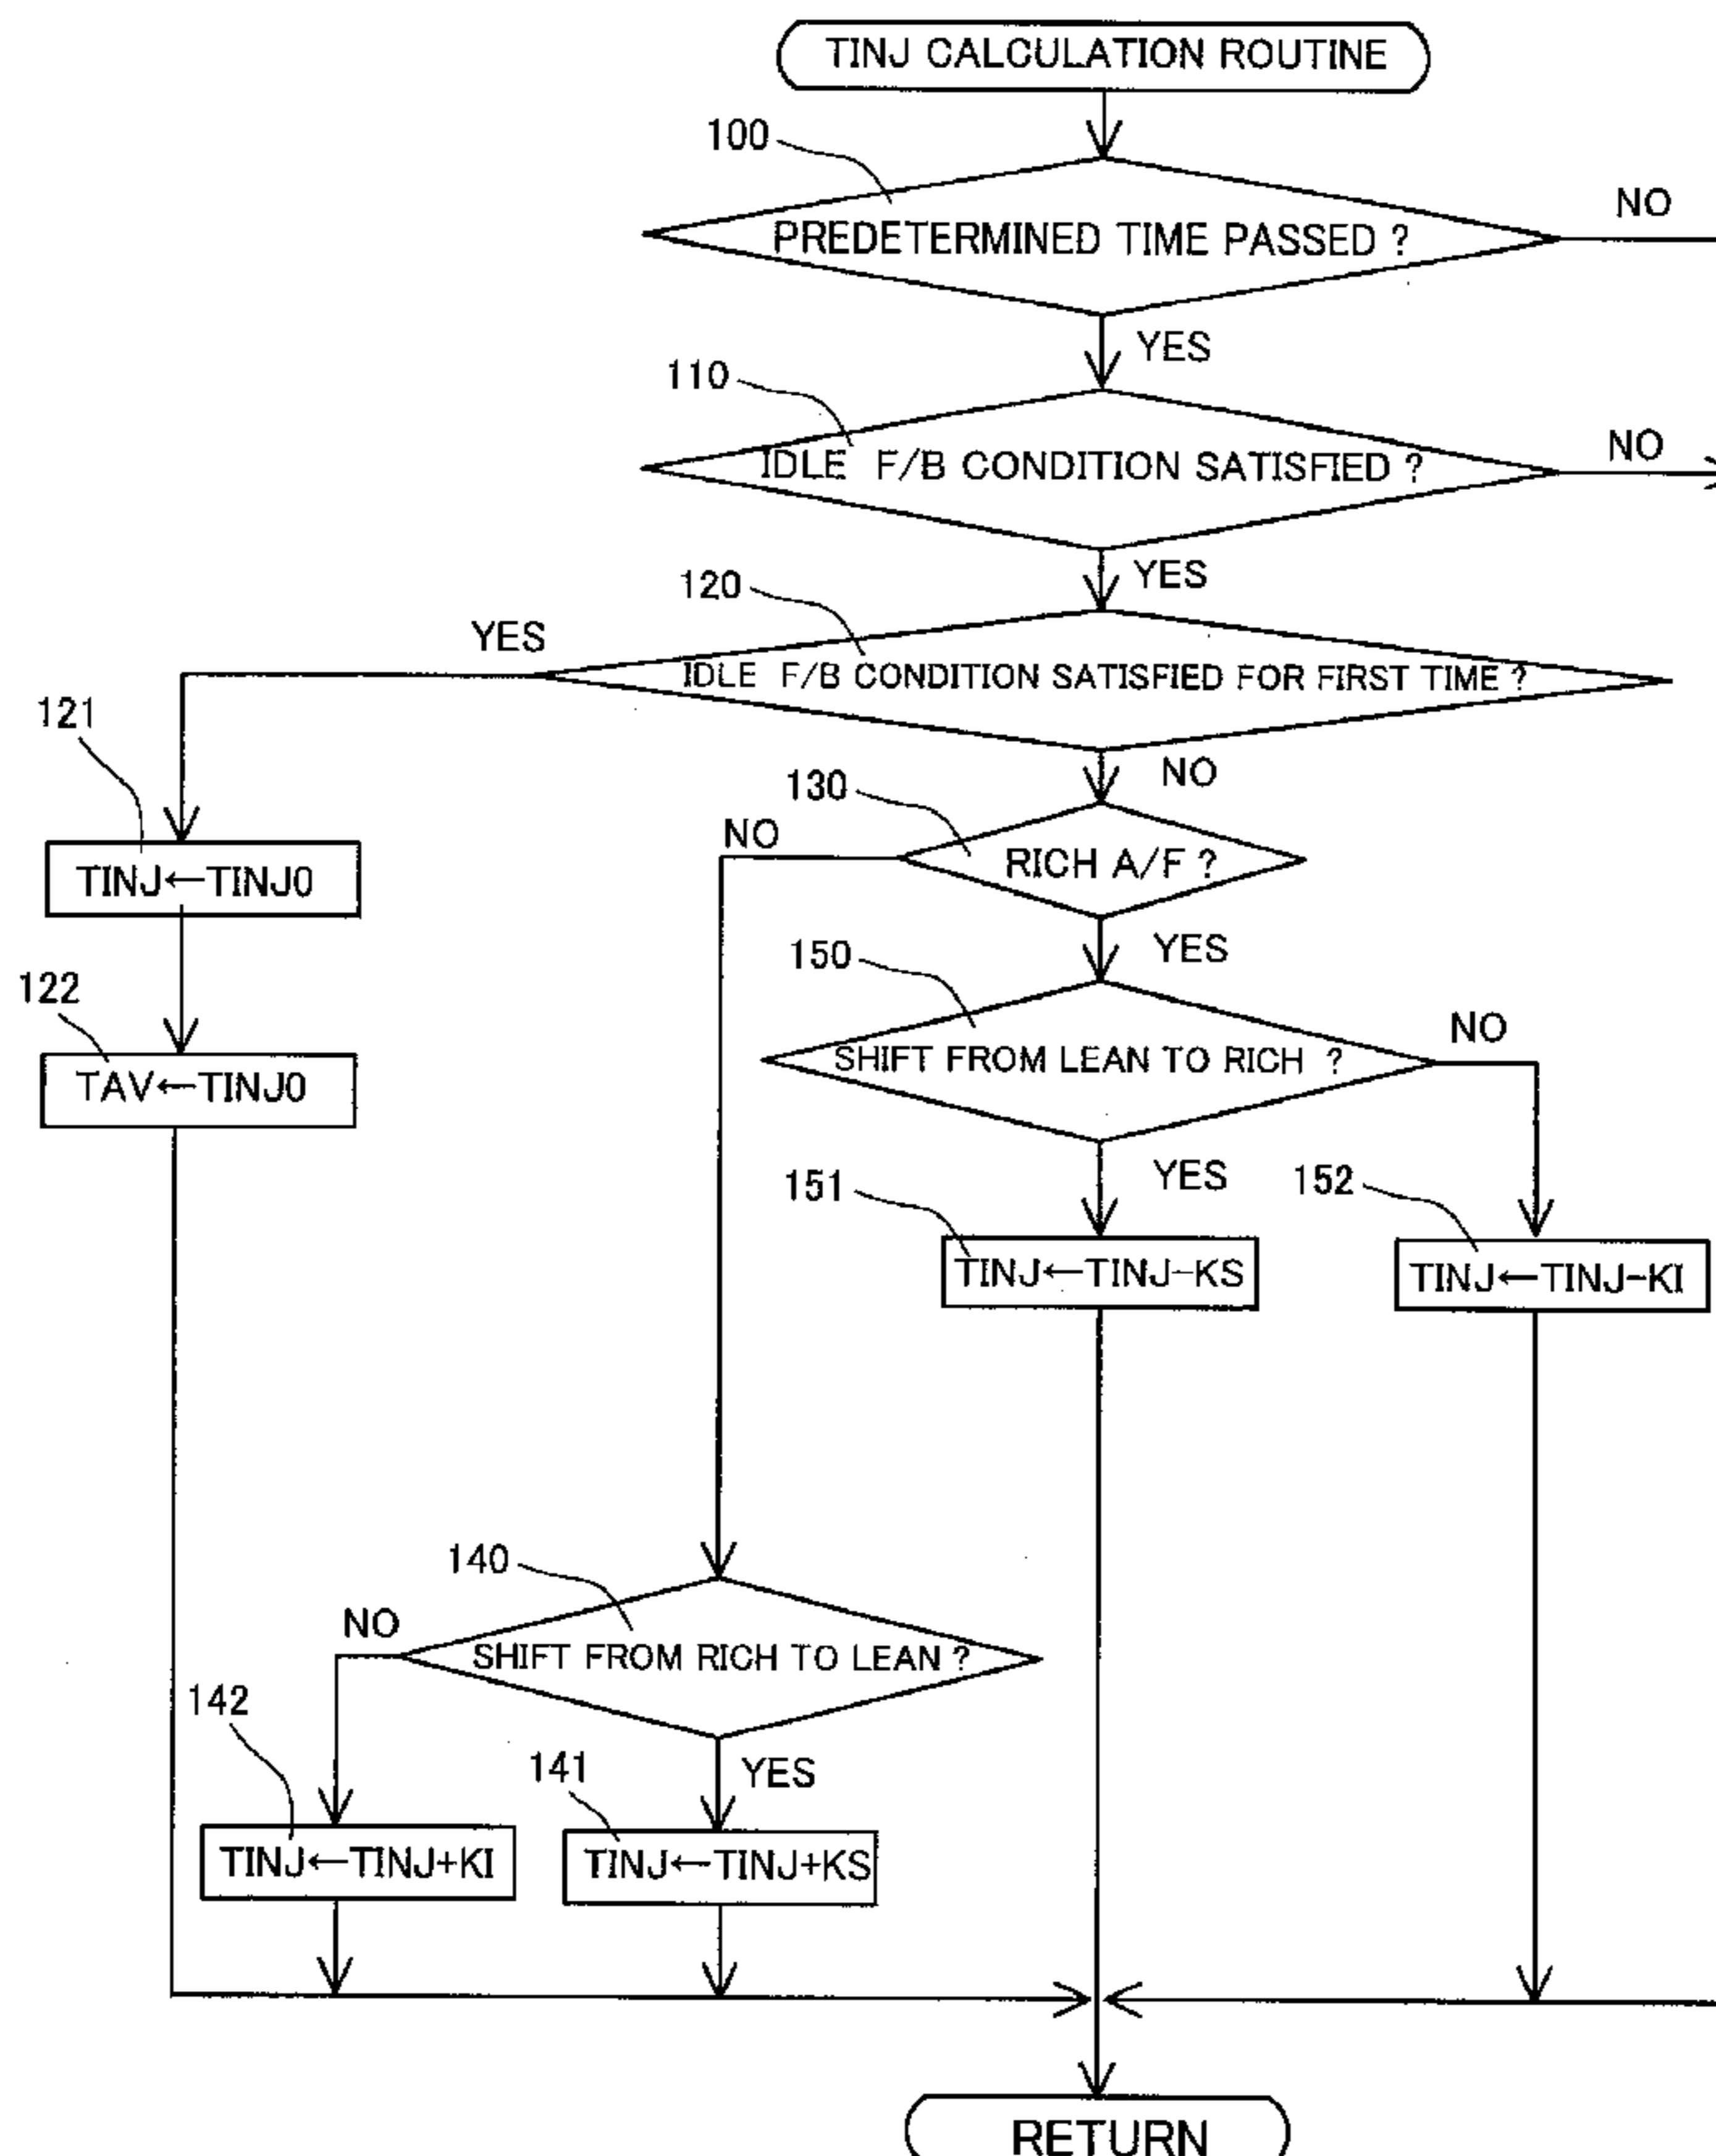 TINJ CALCULATION ROUTINE
100
NO
PREDETERMINED TIME PASSED ?
YES
110
NO
IDLE F/B CONDITION SATISFIED ?
YES
120
YES
IDLE F/B CONDITION SATISFIED FOR FIRST TIME ?
121
NO
130
NO
TINJ←TINJ0
RICH A/F ?
YES
150
122
NO
TAV←TINJ0
SHIFT FROM LEAN TO RICH ?
YES
151
152
TINJ←TINJ-KS
TINJ←TINJ-KI
140
NO
SHIFT FROM RICH TO LEAN ?
142
141
YES
TINJ←TINJ+KI
TINJ←TINJ+KS
RETURN